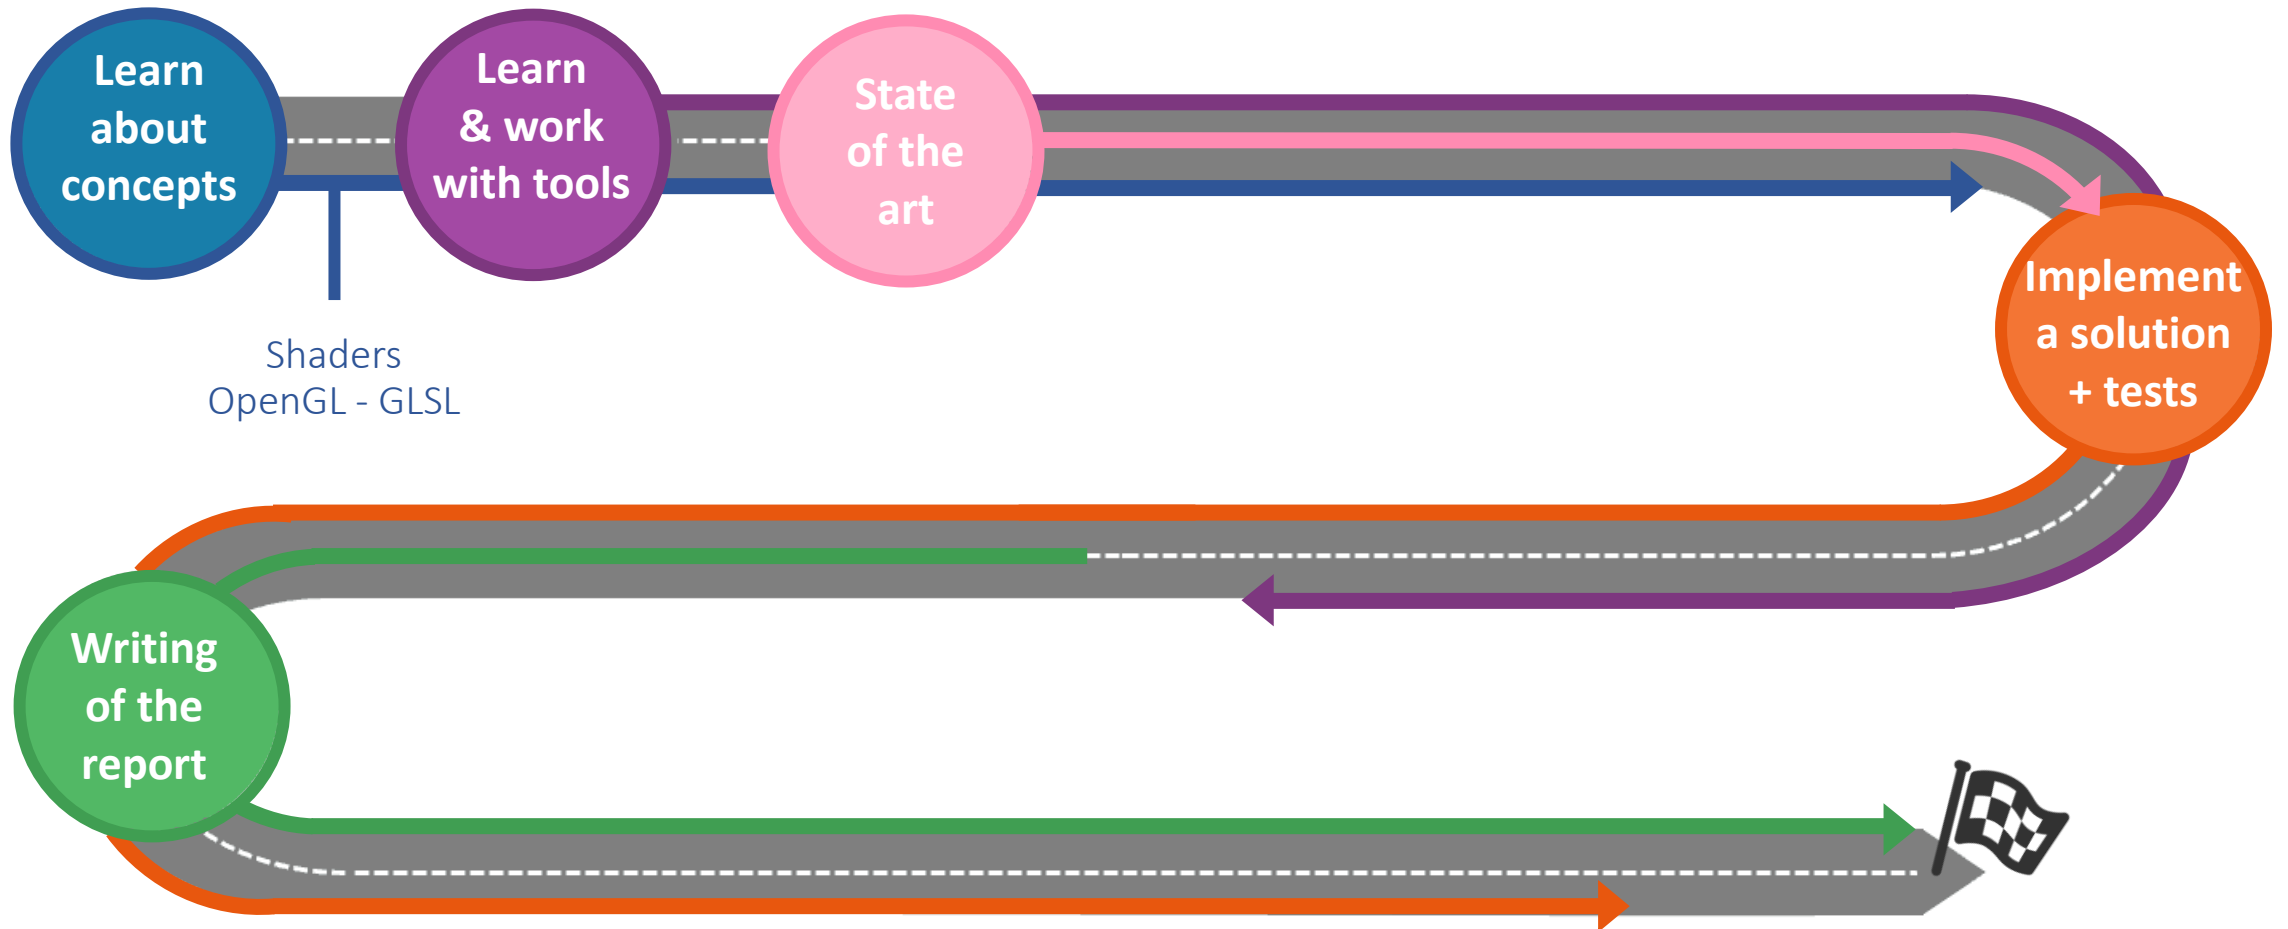 Learn
about
concepts
Learn
& work
with tools
State
of the
art
Shaders
OpenGL - GLSL
Implement
a solution
+ tests
Writing
of the
report